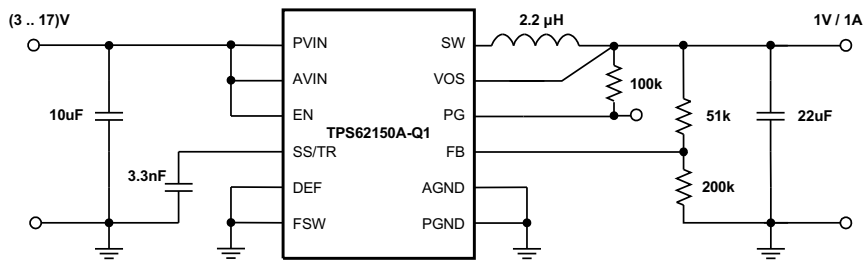 (3 .. 17)V
2.2 µH
1V / 1A
PVIN
SW
AVIN
VOS
100k
10uF
EN
PG
51k
22uF
TPS62150A-Q1
SS/TR
FB
3.3nF
DEF
AGND
200k
FSW
PGND